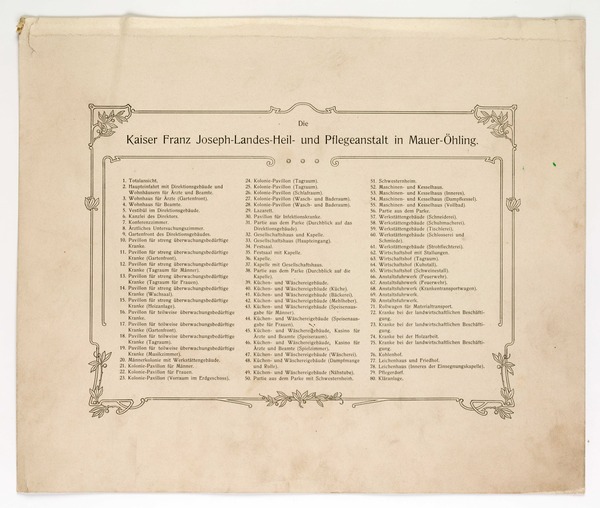 Die
Kaiser Franz Joseph-Landes-Heil- und Pflegeanstalt in Mauer-Öhling.
1. Totalansicht.
2. Haupteinfahrt mit Direktionsgebäude und
Wohnhäusern für Ärzte und Beamte.
3. Wohnhaus für Ärzte (Gartenfront).
4. Wohnhaus für Beamte.
5. Vestibül im Direktionsgebäude.
6. Kanzlei des Direktors.
7. Konferenzzimmer.
8. Ärztliches Untersuchungszimmer.
9. Gartenfront des Direktionsgebäudes.
10. Pavillon für streng überwachungsbedürftige
Kranke.
11. Pavillon für streng überwachungsbedürftige
Kranke (Gartenfront).
12. Pavillon für streng überwachungsbedürftige
Kranke (Tagraum für Männer).
13. Pavillon für streng überwachungsbedürftige
Kranke (Tagraum für Frauen).
14. Pavillon für streng überwachungsbedürftige
Kranke (Wachsaal).
15. Pavillon für streng überwachungsbedürftige
Kranke (Heizanlage).
16. Pavillon für teilweise überwachungsbedürftige
Kranke.
17. Pavillon für teilweise überwachungsbedürftige
Kranke (Gartenfront).
18. Pavillon für teilweise überwachungsbedürftige
Kranke (Tagraum).
19. Pavillon für teilweise überwachungsbedürftige
Kranke (Musikzimmer).
20. Männerkolonie mit Werkstättengebäude.
21. Kolonie-Pavillon für Männer.
22. Kolonie-Pavillon für Frauen.
23. Kolonie-Pavillon (Vorraum im Erdgeschoss).
24. Kolonie-Pavillon (Tagraum).
25. Kolonie-Pavillon (Tagraum).
26. Kolonie-Pavillon (Schlafraum).
27. Kolonie-Pavillon (Wasch- und Baderaum).
28. Kolonie-Pavillon (Wasch- und Baderaum).
29. Lazarett.
30. Pavillon für Infektionskranke.
31. Partie aus dem Parke (Durchblick auf das
Direktionsgebäude)
32. Gesellschaftshaus und Kapelle.
33. Gesellschaftshaus (Haupteingang).
34. Festsaal.
35. Festsaal mit Kapelle.
36. Kapelle.
37. Kapelle mit Gesellschaftshaus.
38. Partie aus dem Parke (Durchblick auf die
Kapelle).
39. Küchen- und Wäschereigebäude.
40. Küchen- und Wäschereigebäude (Küche).
41. Küchen- und Wäschereigebäude (Bäckerei).
42. Küchen- und Wäschereigebäude (Mehlheber).
43. Küchen- und Wäschereigebäude (Speisenaus-
gabe für Männer).
44. Küchen- und Wäschereigebäude (Speisenaus-
gabe für Frauen).
45. Küchen- und Wäschereigebäude, Kasino für
Ärzte und Beamte (Speiseraum).
46. Küchen- und Wäschereigebäude, Kasino für
Ärzte und Beamte (Spielzimmer).
47. Küchen- und Wäschereigebäude (Wäscherei).
48. Küchen- und Wäschereigebäude (Dampfmange
und Rolle).
49. Küchen- und Wäschereigebäude (Nähstube).
50. Partie aus dem Parke mit Schwesternheim.
51. Schwesternheim.
52. Maschinen- und Kesselhaus.
53. Maschinen- und Kesselhaus (Inneres).
54. Maschinen- und Kesselhaus (Dampfkessel).
55. Maschinen- und Kesselhaus (Vollbad)
56. Partie aus dem Parke.
57. Werkstättengebäude (Schneiderei).
58. Werkstättengebäude (Schuhmacherei).
59. Werkstättengebäude (Tischlerei).
60. Werkstättengebäude (Schlosserei und
Schmiede).
61. Werkstättengebäude (Strohflechterei).
62. Wirtschaftshof mit Stallungen.
63. Wirtschaftshof (Tagraum).
64. Wirtschaftshof (Kuhstall).
65. Wirtschaftshof (Schweinestall).
66. Anstaltsfuhrwerk (Feuerwehr).
67. Anstaltsfuhrwerk (Feuerwehr).
68. Anstaltsfuhrwerk (Krankentransportwagen).
69. Anstaltsfuhrwerk.
70. Anstaltsfuhrwerk.
71. Rollwagen für Materialtransport.
72. Kranke bei der landwirtschaftlichen Beschäfti-
gung.
73. Kranke bei der landwirtschaftlichen Beschäfti-
gung.
74. Kranke bei der Holzarbeit.
75. Kranke bei der landwirtschaftlichen Beschäfti-
gung.
76. Kuhlenhof.
77. Leichenhaus und Friedhof.
78. Leichenhaus (Inneres der Einsegnungskapelle).
79. Pflegerdorf.
80. Kläranlage.